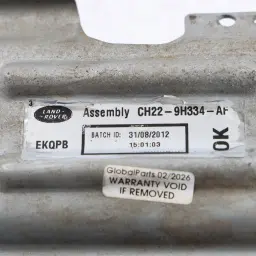 LAND-
ROVER
Assembly CH22-9H334-AF
EKQPB
BATCH ID: 31/08/2012
15:01:03
OK
GlobalParts 02/2026
WARRANTY VOID
IF REMOVED